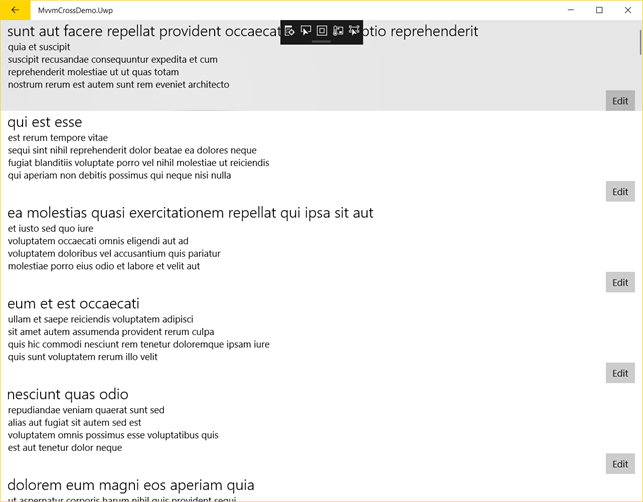 MvvmCrossDemo.Uwp
sunt aut facere repellat provident occaecat optio reprehenderit
quia et suscipit
suscipit recusandae consequuntur expedita et cum
reprehenderit molestiae ut ut quas totam
nostrum rerum est autem sunt rem eveniet architecto
Edit
qui est esse
est rerum tempore vitae
sequi sint nihil reprehenderit dolor beatae ea dolores neque
fugiat blanditiis voluptate porro vel nihil molestiae ut reiciendis
qui aperiam non debitis possimus qui neque nisi nulla
Edit
ea molestias quasi exercitationem repellat qui ipsa sit aut
et iusto sed quo iure
voluptatem occaecati omnis eligendi aut ad
voluptatem doloribus vel accusantium quis pariatur
molestiae porro eius odio et labore et velit aut
Edit
eum et est occaecati
ullam et saepe reiciendis voluptatem adipisci
sit amet autem assumenda provident rerum culpa
quis hic commodi nesciunt rem tenetur doloremque ipsam iure
quis sunt voluptatem rerum illo velit
Edit
nesciunt quas odio
repudiandae veniam quaerat sunt sed
alias aut fugiat sit autem sed est
voluptatem omnis possimus esse voluptatibus quis
est aut tenetur dolor neque
Edit
dolorem eum magni eos aperiam quia
ut aspernatur corporis harum nihil quis provident sequi